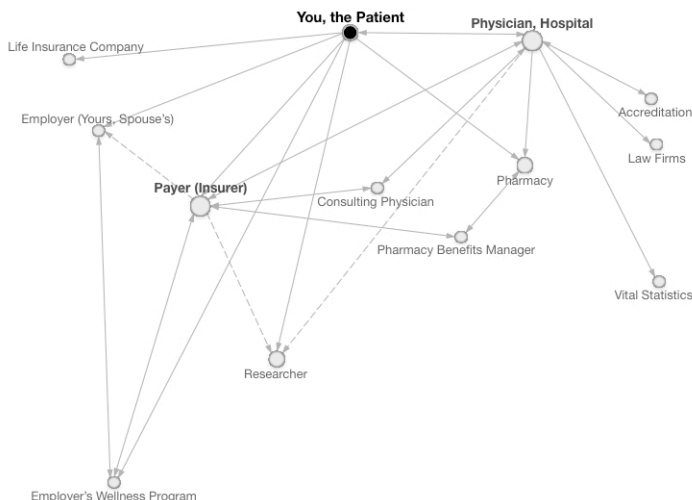 You, the Patient
Physician, Hospital
Life Insurance Company
Accreditation
Employer (Yours, Spouse's)
Law Firms
Pharmacy
Payer (Insurer)
Consulting Physician
Pharmacy Benefits Manager
Vital Statistics
Researcher
Employer's Wellness Program